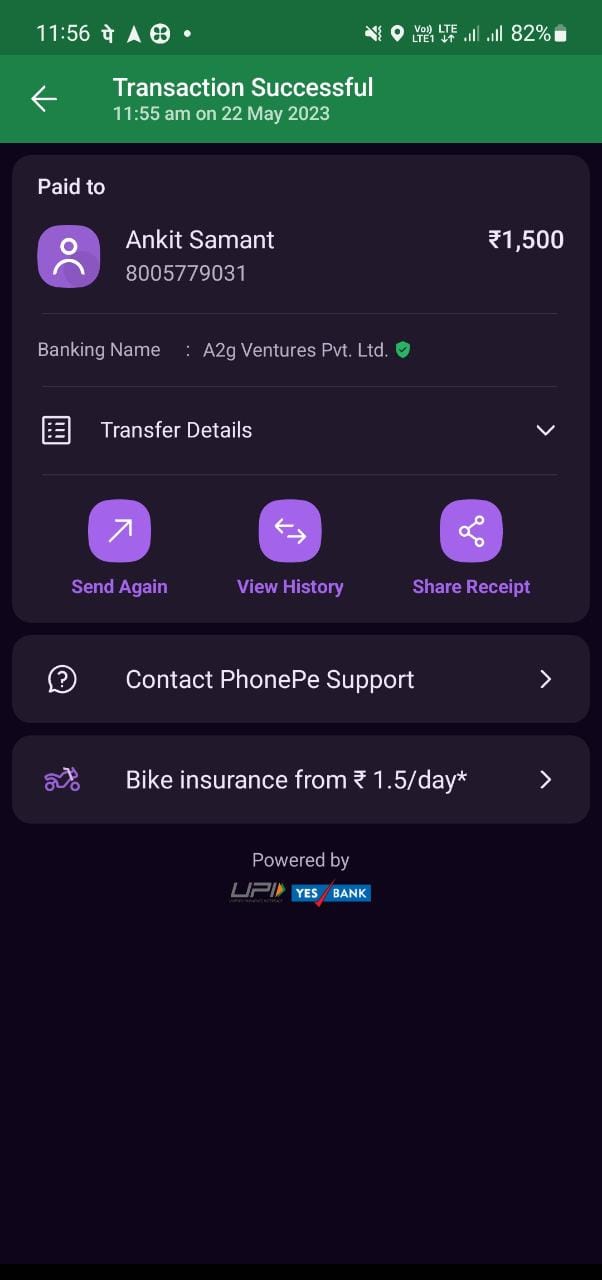 11:56 पे Vo)) LTE 82%
LTE1
Transaction Successful
11:55 am on 22 May 2023
Paid to
Ankit Samant ₹1,500
8005779031
Banking Name : A2g Ventures Pvt. Ltd.
Transfer Details
Send Again View History Share Receipt
Contact PhonePe Support
Bike insurance from ₹ 1.5/day*
Powered by
UPI YES BANK